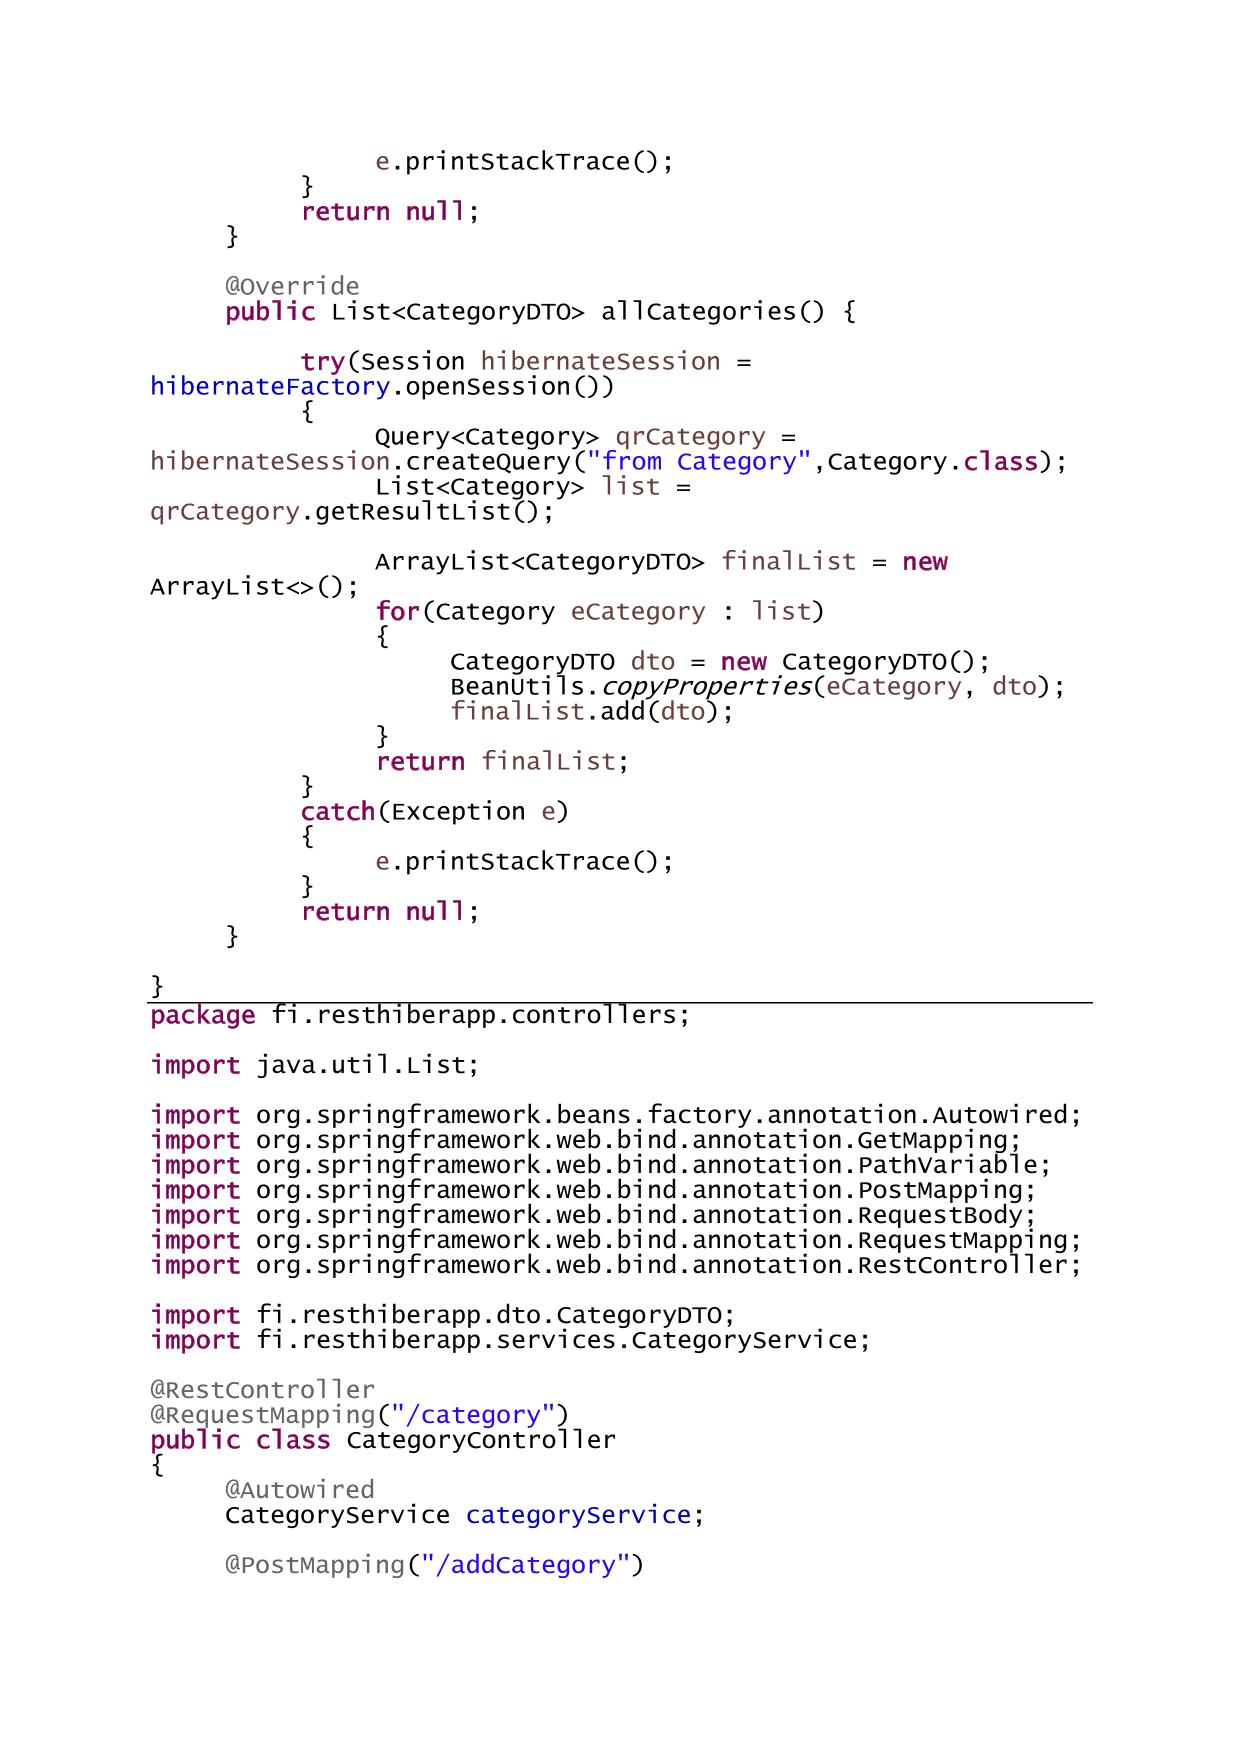 e.printStackTrace();
}
return null;
}
@Override
public List<CategoryDTO> allCategories() {
try(Session hibernateSession =
hibernateFactory.openSession())
{
Query<Category> qrCategory =
hibernateSession.createQuery("from Category",Category.class);
List<Category> list =
qrCategory.getResultList();
ArrayList<CategoryDTO> finalList = new
ArrayList<>();
for(Category eCategory : list)
{
CategoryDTO dto = new CategoryDTO();
BeanUtils.copyProperties(eCategory, dto);
finalList.add(dto);
}
return finalList;
}
catch(Exception e)
{
e.printStackTrace();
}
return null;
}
}
package fi.resthiberapp.controllers;
import java.util.List;
import org.springframework.beans.factory.annotation.Autowired;
import org.springframework.web.bind.annotation.GetMapping;
import org.springframework.web.bind.annotation.PathVariable;
import org.springframework.web.bind.annotation.PostMapping;
import org.springframework.web.bind.annotation.RequestBody;
import org.springframework.web.bind.annotation.RequestMapping;
import org.springframework.web.bind.annotation.RestController;
import fi.resthiberapp.dto.CategoryDTO;
import fi.resthiberapp.services.CategoryService;
@RestController
@RequestMapping("/category")
public class CategoryController
{
@Autowired
CategoryService categoryService;
@PostMapping("/addCategory")